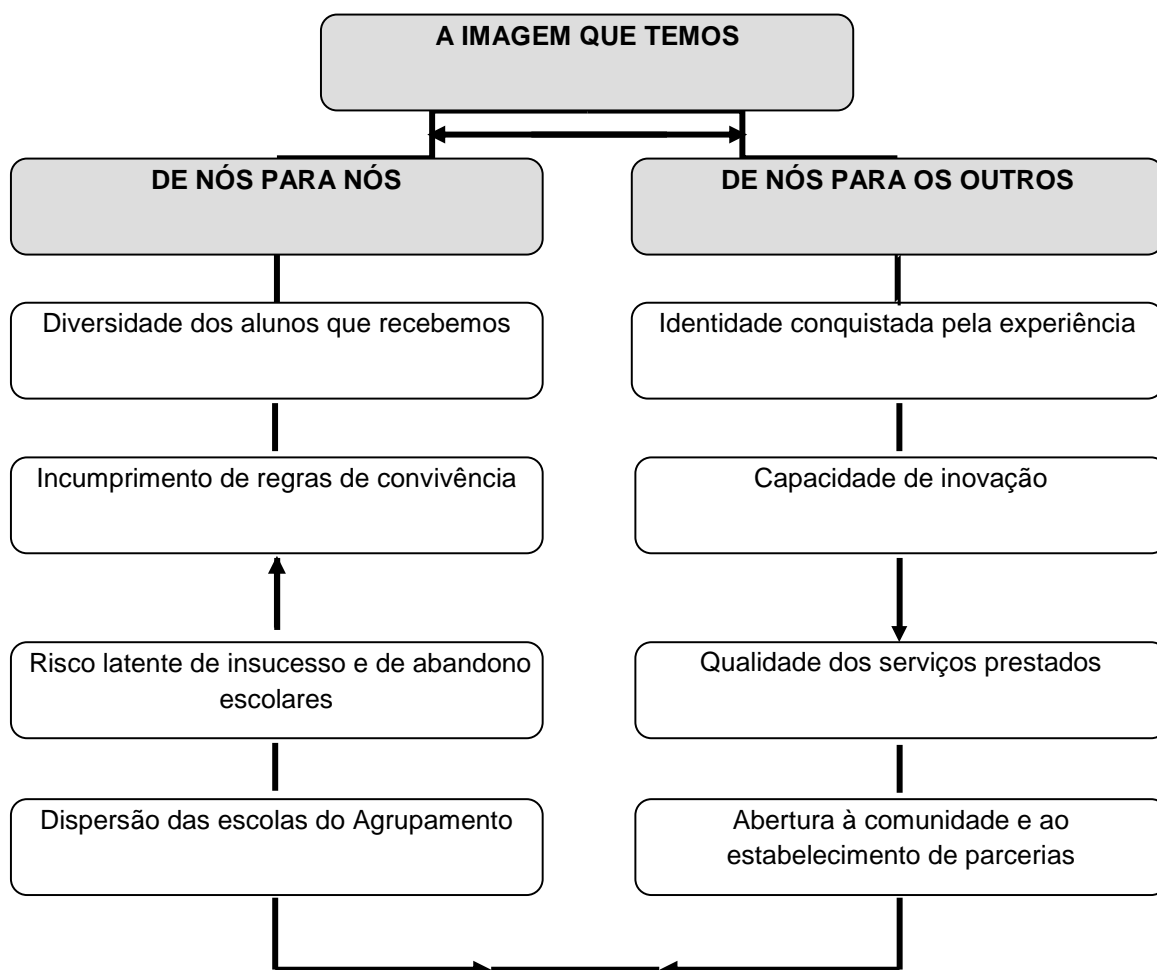 A IMAGEM QUE TEMOS
DE NÓS PARA NÓS
DE NÓS PARA OS OUTROS
Diversidade dos alunos que recebemos
Identidade conquistada pela experiência
Incumprimento de regras de convivência
Capacidade de inovação
Risco latente de insucesso e de abandono
escolares
Qualidade dos serviços prestados
Dispersão das escolas do Agrupamento
Abertura à comunidade e ao
estabelecimento de parcerias